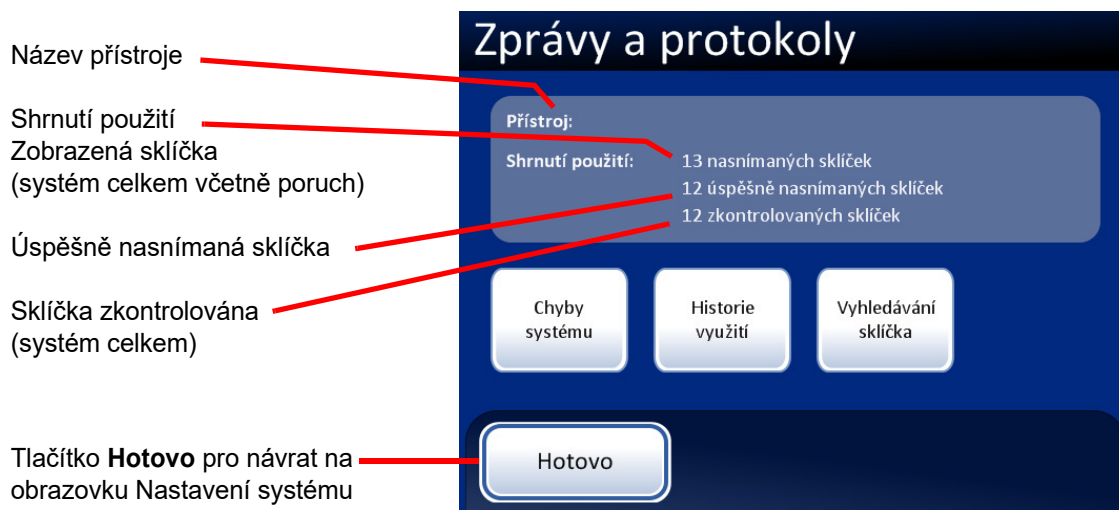 Název přístroje
Shrnutí použití
Zobrazená sklíčka
(systém celkem včetně poruch)
Úspěšně nasnímaná sklíčka
Sklíčka zkontrolována
(systém celkem)
Tlačítko Hotovo pro návrat na
obrazovku Nastavení systému
Zprávy a protokoly
Přístroj:
Shrnutí použití: 13 nasnímaných sklíček
12 úspěšně nasnímaných sklíček
12 zkontrolovaných sklíček
Chyby
systému
Historie
využití
Vyhledávání
sklíčka
Hotovo